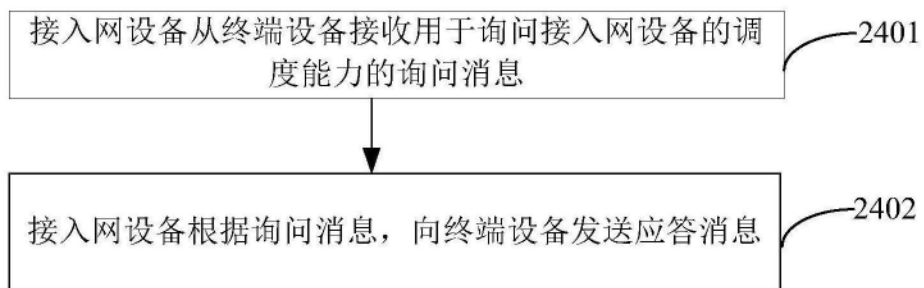 接入网设备从终端设备接收用于询问接入网设备的调
度能力的询问消息
2401
接入网设备根据询问消息，向终端设备发送应答消息
2402